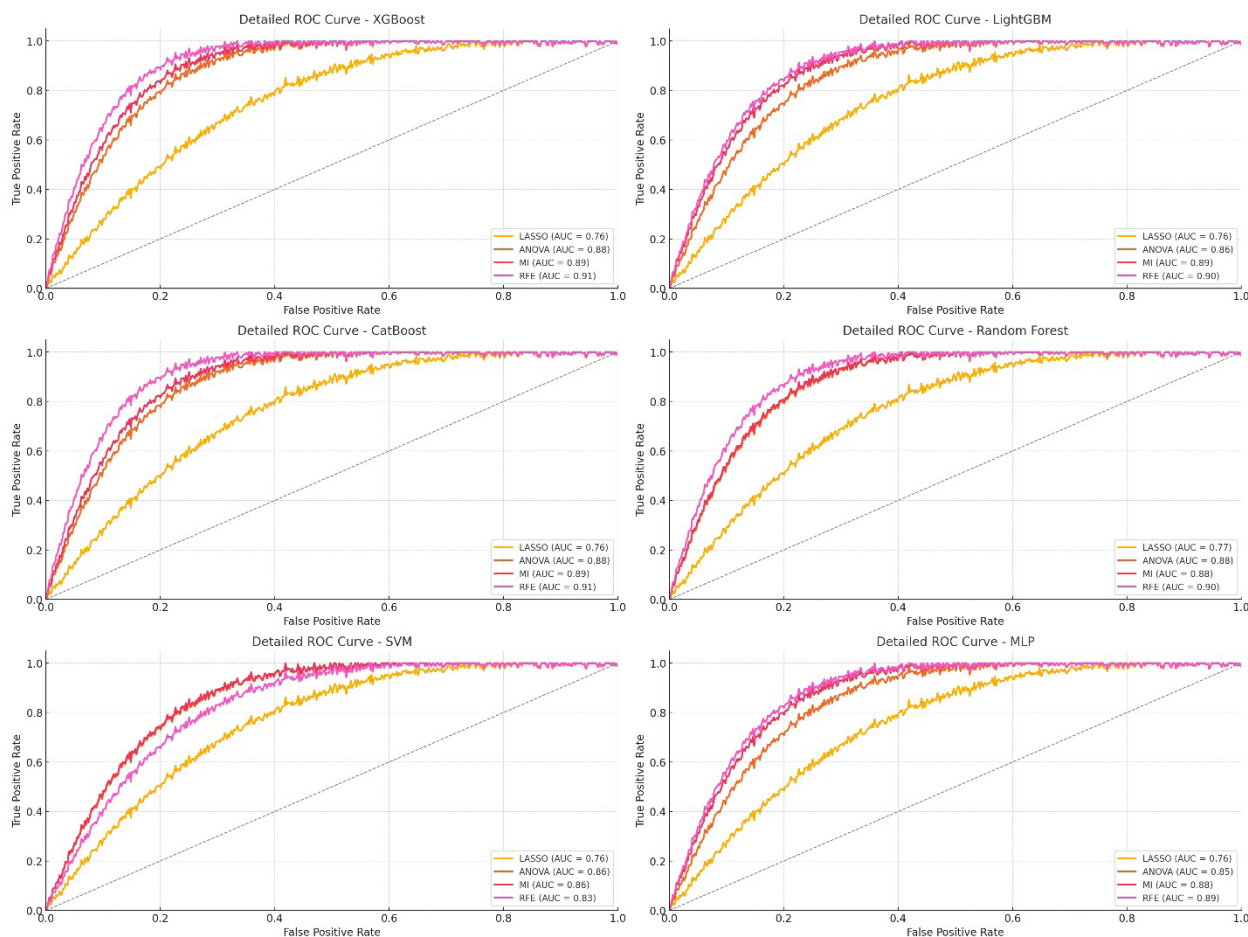 Detailed ROC Curve - XGBoost
True Positive Rate
1.0
0.8
0.6
0.4
0.2
0.0
LASSO (AUC = 0.76)
ANOVA (AUC = 0.88)
MI (AUC = 0.89)
RFE (AUC = 0.91)
0.0 0.2 0.4 0.6 0.8 1.0
False Positive Rate
Detailed ROC Curve - LightGBM
True Positive Rate
1.0
0.8
0.6
0.4
0.2
0.0
LASSO (AUC = 0.76)
ANOVA (AUC = 0.86)
MI (AUC = 0.89)
RFE (AUC = 0.90)
0.0 0.2 0.4 0.6 0.8 1.0
False Positive Rate
Detailed ROC Curve - CatBoost
True Positive Rate
1.0
0.8
0.6
0.4
0.2
0.0
LASSO (AUC = 0.76)
ANOVA (AUC = 0.88)
MI (AUC = 0.89)
RFE (AUC = 0.91)
0.0 0.2 0.4 0.6 0.8 1.0
False Positive Rate
Detailed ROC Curve - Random Forest
True Positive Rate
1.0
0.8
0.6
0.4
0.2
0.0
LASSO (AUC = 0.77)
ANOVA (AUC = 0.88)
MI (AUC = 0.88)
RFE (AUC = 0.90)
0.0 0.2 0.4 0.6 0.8 1.0
False Positive Rate
Detailed ROC Curve - SVM
True Positive Rate
1.0
0.8
0.6
0.4
0.2
0.0
LASSO (AUC = 0.76)
ANOVA (AUC = 0.86)
MI (AUC = 0.86)
RFE (AUC = 0.83)
0.0 0.2 0.4 0.6 0.8 1.0
False Positive Rate
Detailed ROC Curve - MLP
True Positive Rate
1.0
0.8
0.6
0.4
0.2
0.0
LASSO (AUC = 0.76)
ANOVA (AUC = 0.85)
MI (AUC = 0.88)
RFE (AUC = 0.89)
0.0 0.2 0.4 0.6 0.8 1.0
False Positive Rate